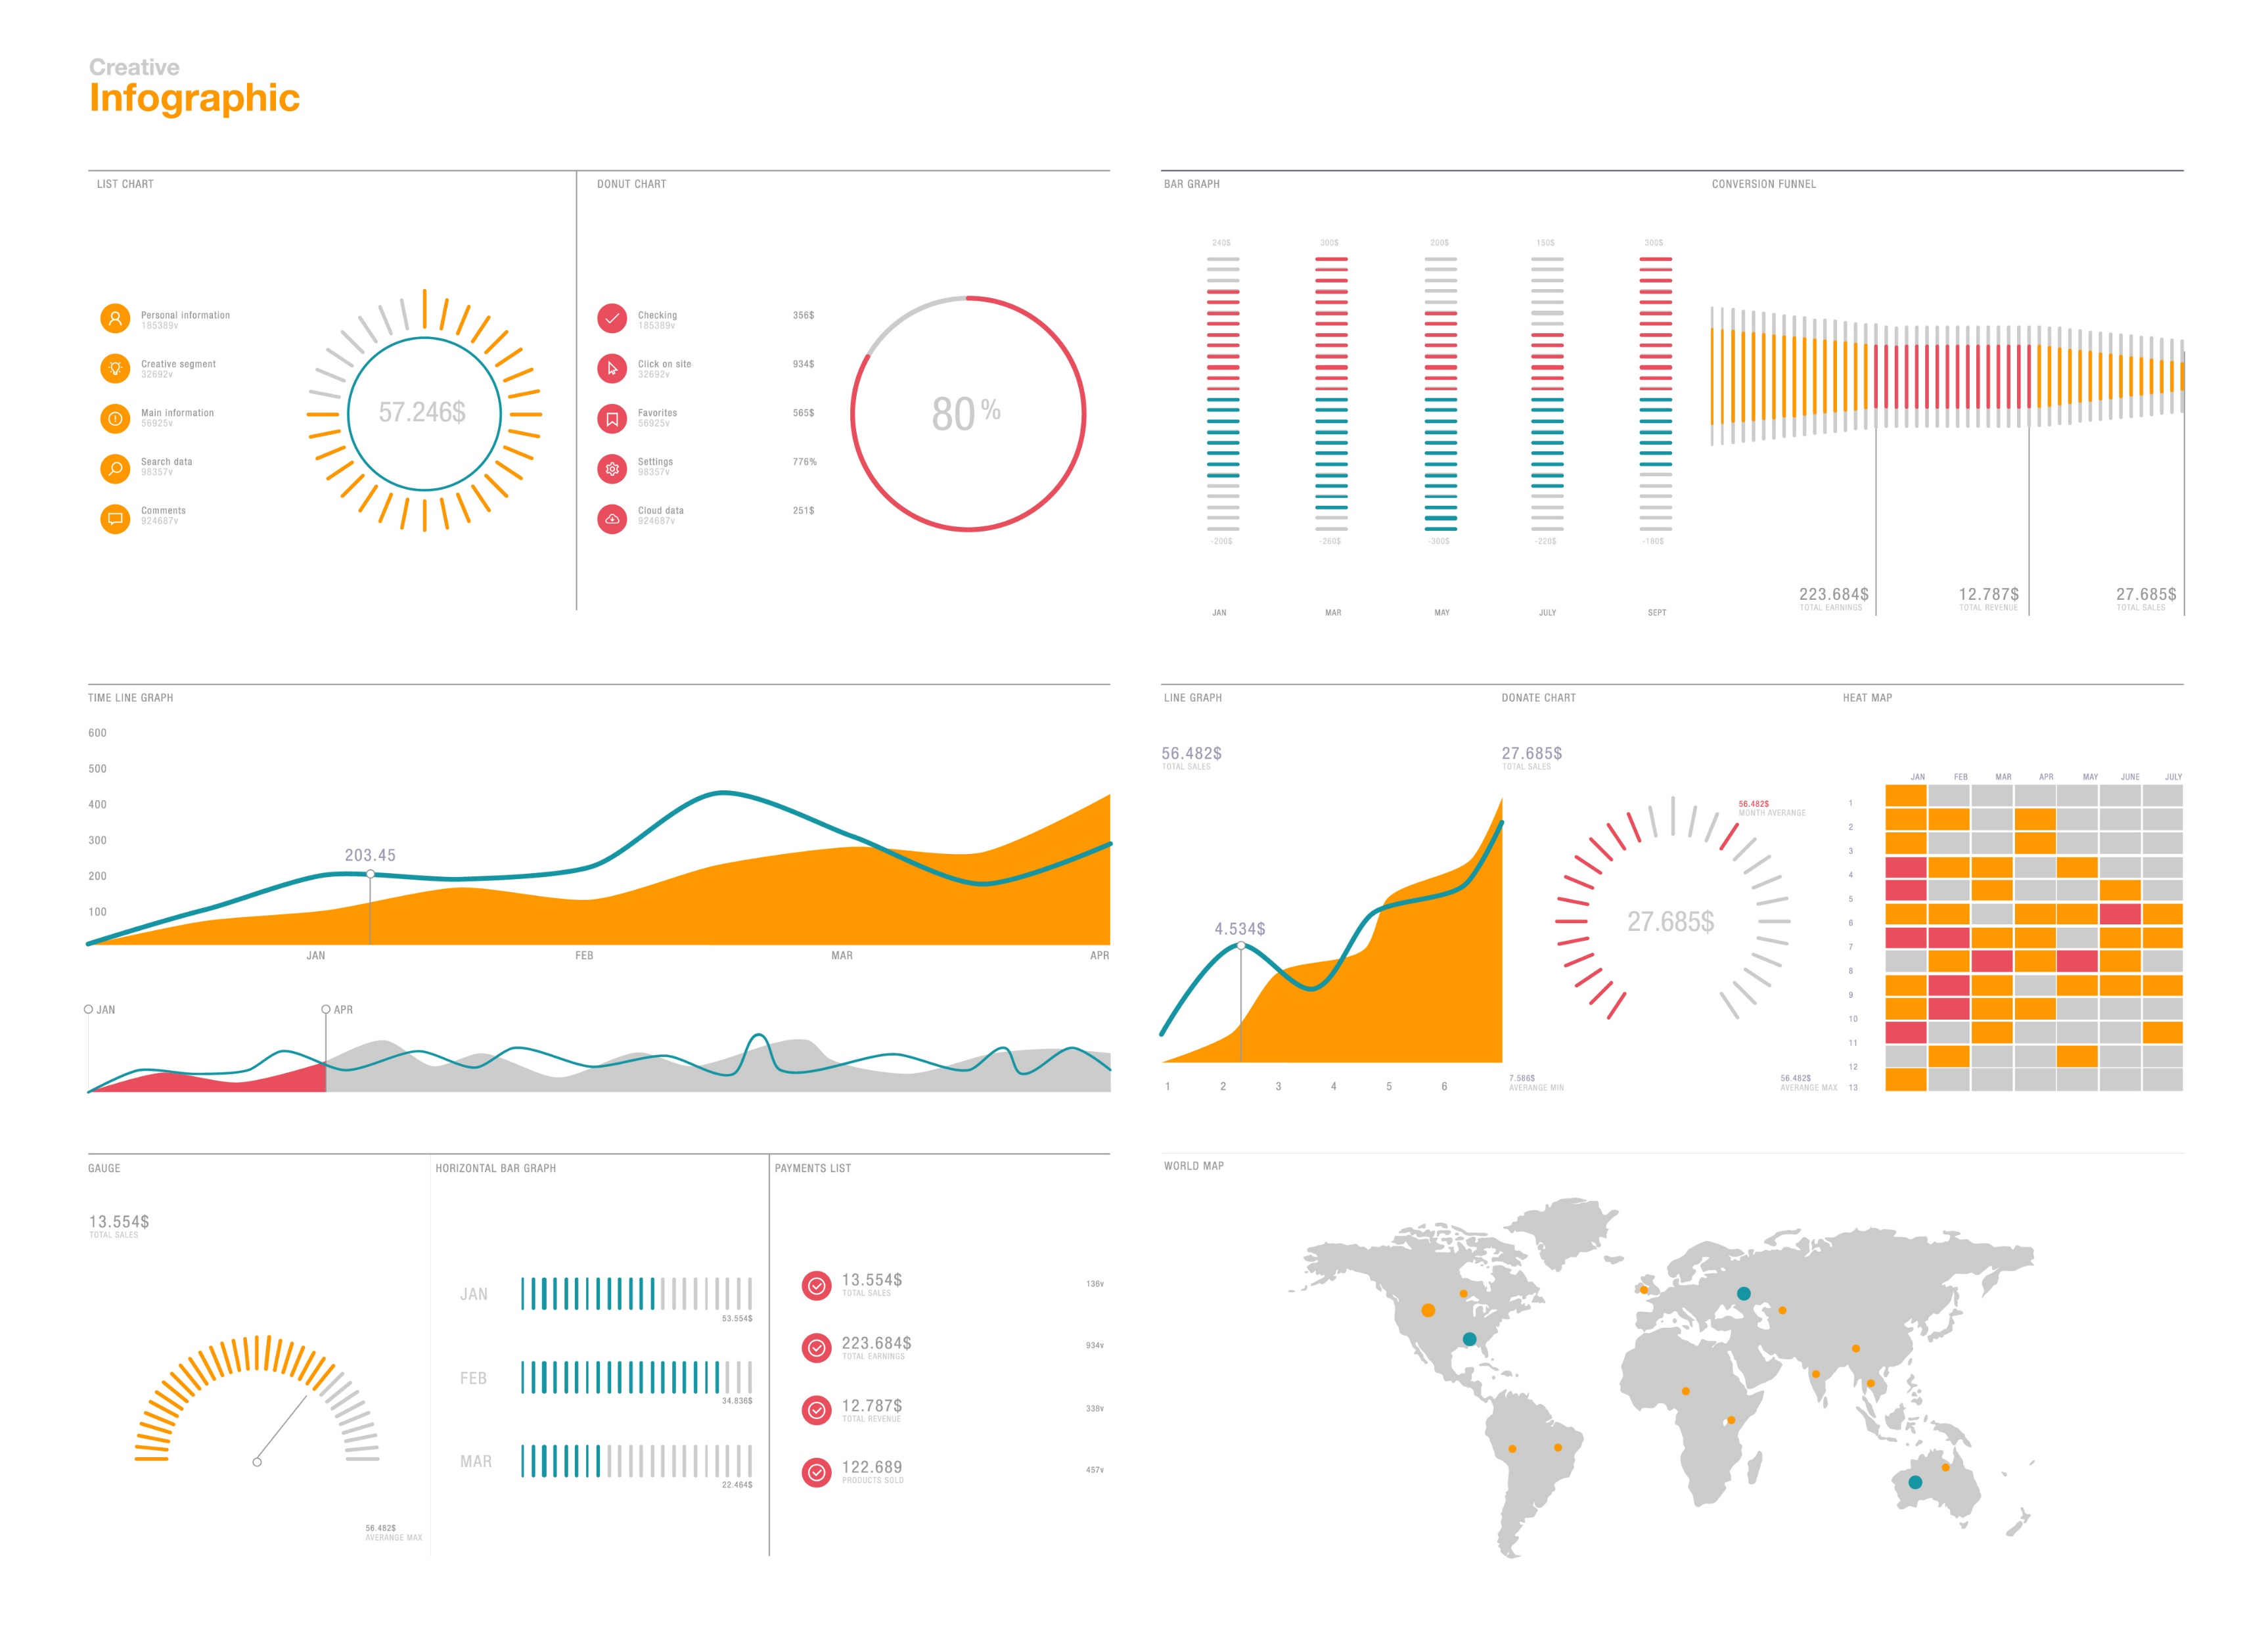 Creative
Infographic
LIST CHART
Personal information
185389v
Creative segment
32692v
Main information
56925v
Search data
98357v
Comments
924687v
57.246$
DONUT CHART
Checking
185389v
356$
Click on site
32692v
934$
Favorites
56925v
565$
Settings
98357v
776%
Cloud data
924687v
251$
80%
BAR GRAPH
240$ 300$ 200$ 150$ 300$
-200$ -260$ -300$ -220$ -180$
JAN MAR MAY JULY SEPT
CONVERSION FUNNEL
223.684$
TOTAL EARNINGS
12.787$
TOTAL REVENUE
27.685$
TOTAL SALES
TIME LINE GRAPH
600
500
400
300
200
100
203.45
JAN FEB MAR APR
JAN APR
LINE GRAPH
56.482$
TOTAL SALES
4.534$
1 2 3 4 5 6
DONATE CHART
27.685$
TOTAL SALES
56.482$
MONTH AVERANGE
27.685$
7.586$
AVERANGE MIN
56.482$
AVERANGE MAX
HEAT MAP
JAN FEB MAR APR MAY JUNE JULY
1
2
3
4
5
6
7
8
9
10
11
12
13
GAUGE
13.554$
TOTAL SALES
56.482$
AVERANGE MAX
HORIZONTAL BAR GRAPH
JAN
53.554$
FEB
34.836$
MAR
22.464$
PAYMENTS LIST
13.554$
TOTAL SALES
136v
223.684$
TOTAL EARNINGS
934v
12.787$
TOTAL REVENUE
338v
122.689
PRODUCTS SOLD
457v
WORLD MAP